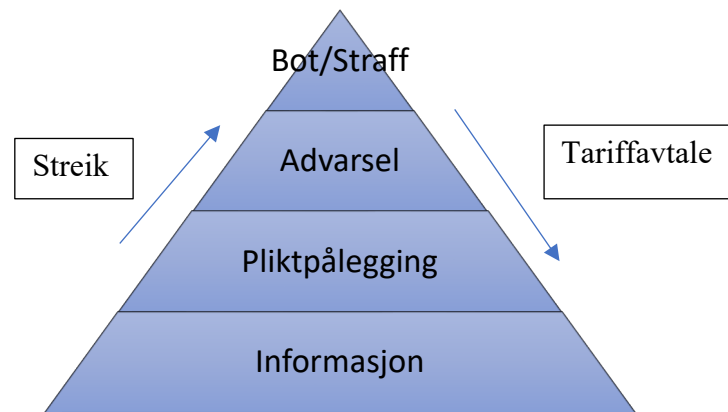 Bot/Straff
Streik
Advarsel
Tariffavtale
Pliktpålegging
Informasjon